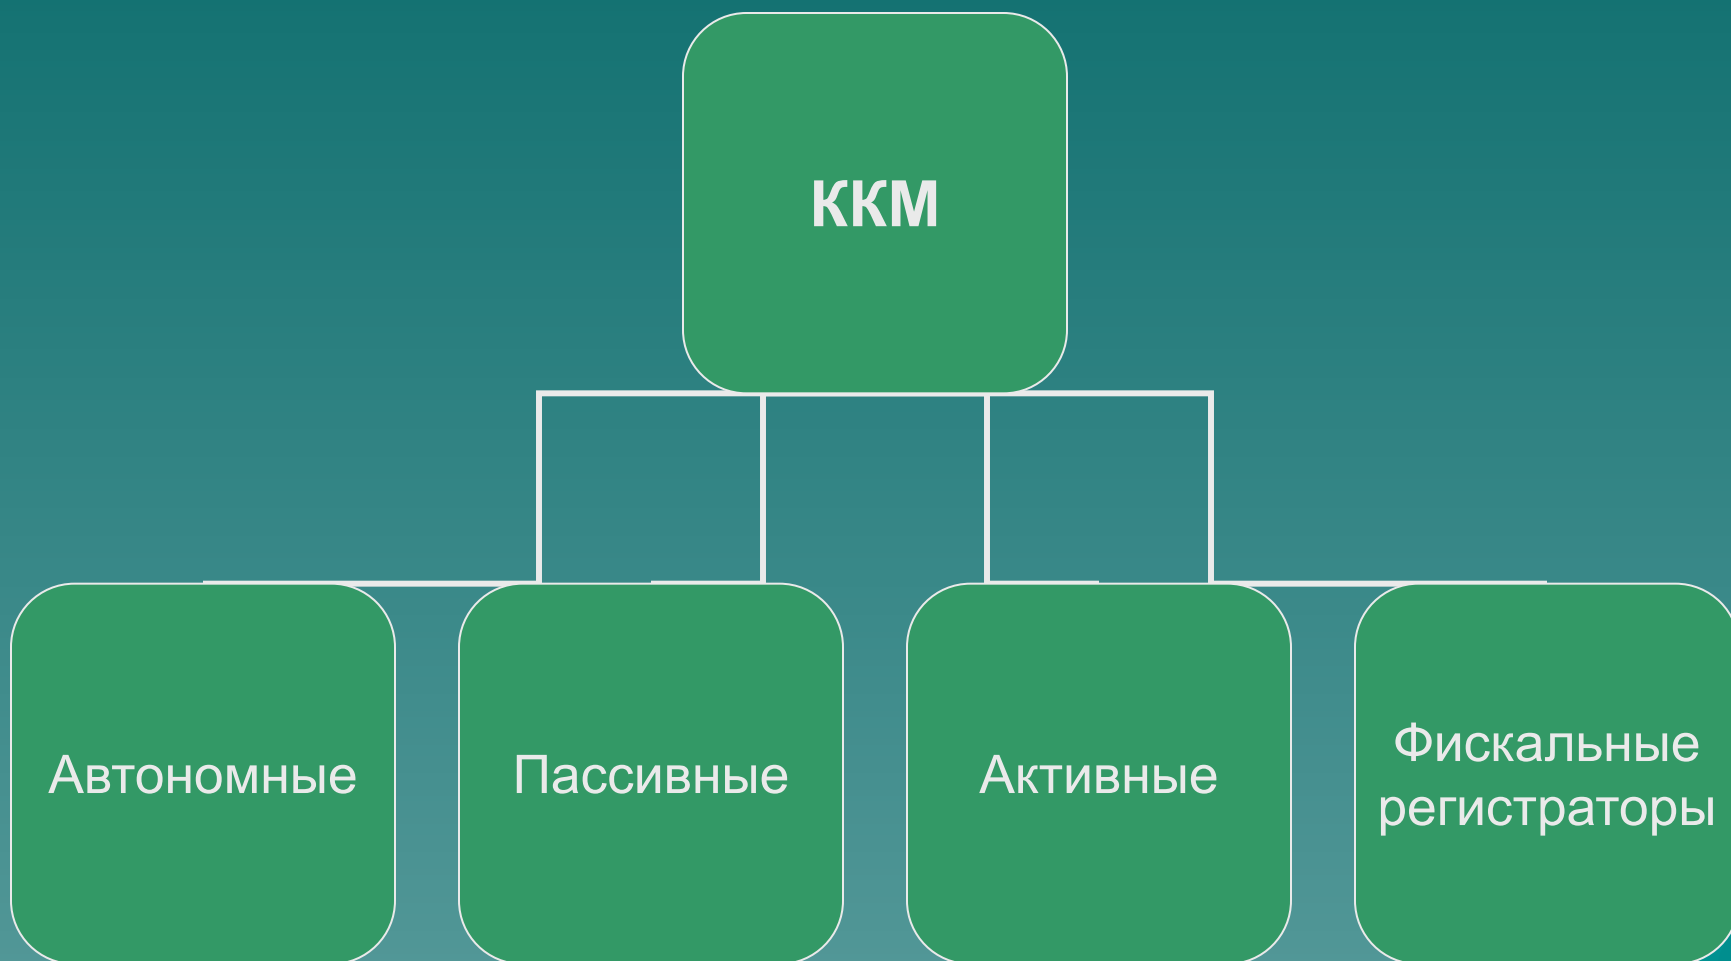 ККМ
Автономные
Пассивные
Активные
Фискальные
регистраторы